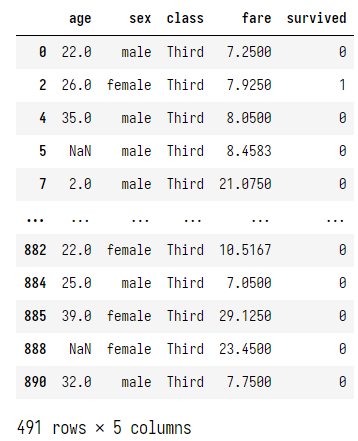 age sex class fare survived
0 22.0 male Third 7.2500 0
2 26.0 female Third 7.9250 1
4 35.0 male Third 8.0500 0
5 NaN male Third 8.4583 0
7 2.0 male Third 21.0750 0
... ... ... ... ... ...
882 22.0 female Third 10.5167 0
884 25.0 male Third 7.0500 0
885 39.0 female Third 29.1250 0
888 NaN female Third 23.4500 0
890 32.0 male Third 7.7500 0
491 rows × 5 columns